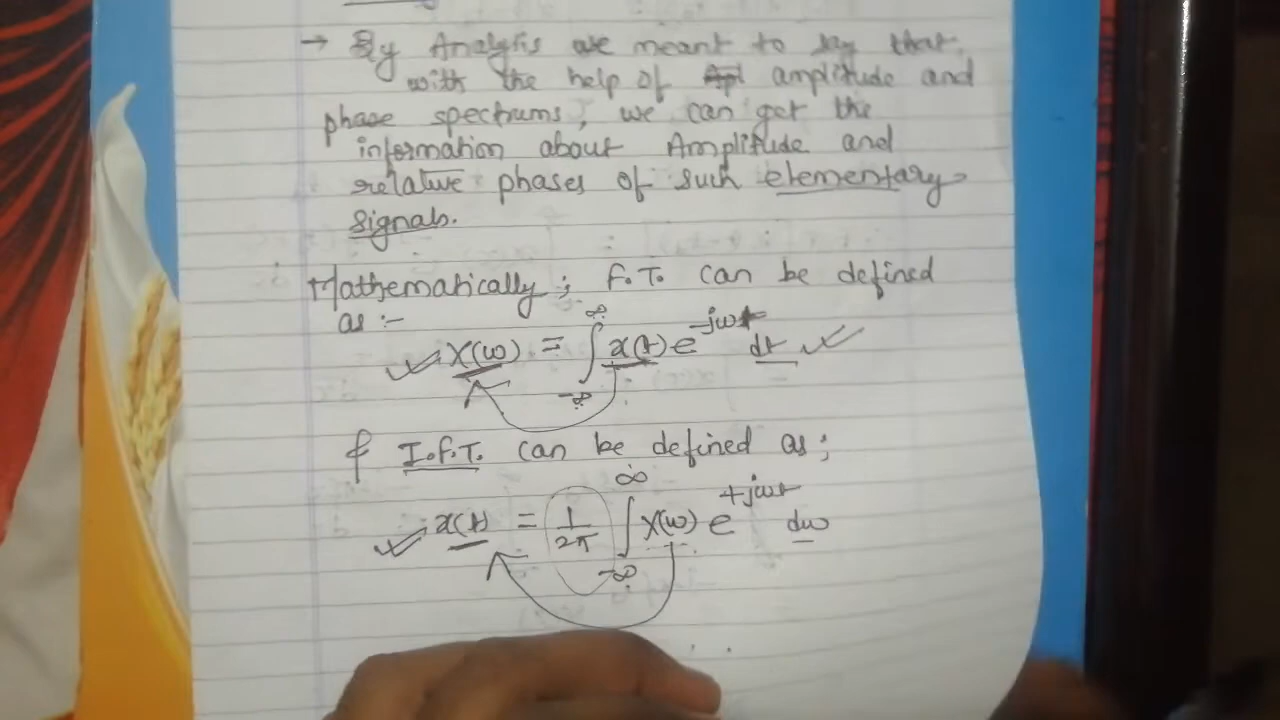 → By Analysis we meant to say that
with the help of amplitude and
phase spectrums, we can get the
information about Amplitude and
relative phases of such elementary
signals.
Mathematically; F.T. can be defined
as :-
X(ω) = ∫_{-∞}^{∞} x(t) e^{-jωt} dt
& I.F.T. can be defined as;
x(t) = 1/2π ∫_{-∞}^{∞} X(ω) e^{+jωt} dω